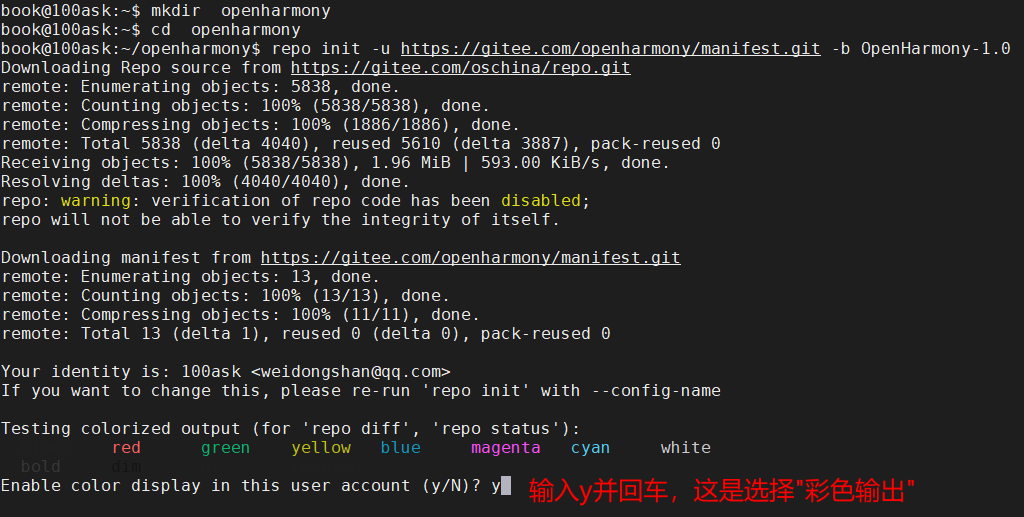 book@100ask:~$ mkdir  openharmony
book@100ask:~$ cd  openharmony
book@100ask:~/openharmony$ repo init -u https://gitee.com/openharmony/manifest.git -b OpenHarmony-1.0
Downloading Repo source from https://gitee.com/oschina/repo.git
remote: Enumerating objects: 5838, done.
remote: Counting objects: 100% (5838/5838), done.
remote: Compressing objects: 100% (1886/1886), done.
remote: Total 5838 (delta 4040), reused 5610 (delta 3887), pack-reused 0
Receiving objects: 100% (5838/5838), 1.96 MiB | 593.00 KiB/s, done.
Resolving deltas: 100% (4040/4040), done.
repo: warning: verification of repo code has been disabled;
repo will not be able to verify the integrity of itself.
Downloading manifest from https://gitee.com/openharmony/manifest.git
remote: Enumerating objects: 13, done.
remote: Counting objects: 100% (13/13), done.
remote: Compressing objects: 100% (11/11), done.
remote: Total 13 (delta 1), reused 0 (delta 0), pack-reused 0
Your identity is: 100ask <weidongshan@qq.com>
If you want to change this, please re-run 'repo init' with --config-name
Testing colorized output (for 'repo diff', 'repo status'):
red green yellow blue magenta cyan white
bold dim
Enable color display in this user account (y/N)? y 输入y并回车，这是选择"彩色输出"